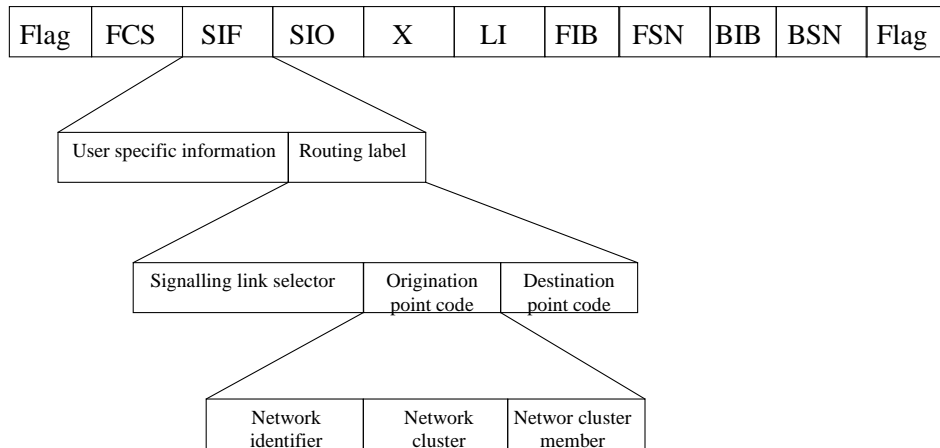 Flag FCS SIF SIO X LI FIB FSN BIB BSN Flag
User specific information Routing label
Signalling link selector Origination point code Destination point code
Network identifier Network cluster Networ cluster member